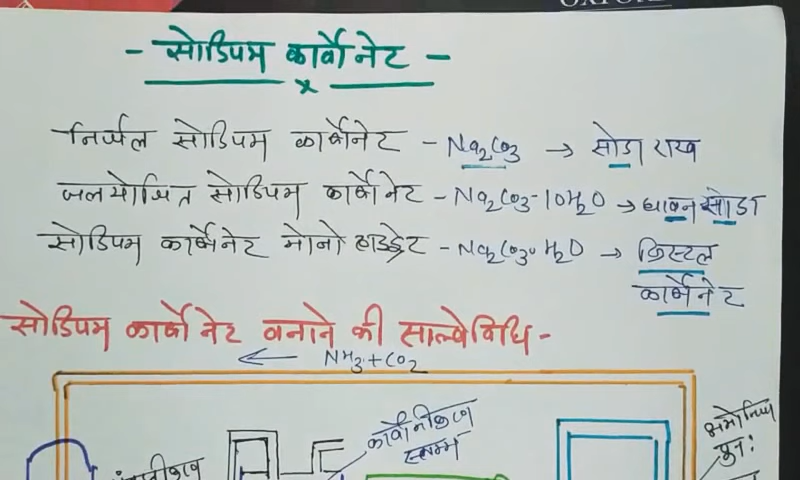 - सोडियम कार्बोनेट -
निर्जल सोडियम कार्बोनेट - Na₂CO₃ → सोडा राख
जलयोजित सोडियम कार्बोनेट - Na₂CO₃·10H₂O → धावन सोडा
सोडियम कार्बोनेट मोनो हाइड्रेट - Na₂CO₃·H₂O → क्रिस्टल
कार्बोनेट
सोडियम कार्बोनेट बनाने की साल्वेविधि -
← NH₃ + CO₂
कार्बोनीकरण
स्तम्भ
अमोनिया
पुन: